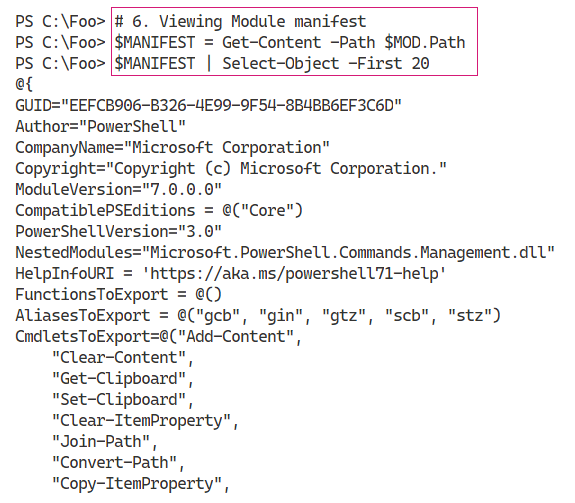 PS C:\Foo> # 6. Viewing Module manifest
PS C:\Foo> $MANIFEST = Get-Content -Path $MOD.Path
PS C:\Foo> $MANIFEST | Select-Object -First 20
@{
GUID="EEFCB906-B326-4E99-9F54-8B4BB6EF3C6D"
Author="PowerShell"
CompanyName="Microsoft Corporation"
Copyright="Copyright (c) Microsoft Corporation."
ModuleVersion="7.0.0.0"
CompatiblePSEditions = @("Core")
PowerShellVersion="3.0"
NestedModules="Microsoft.PowerShell.Commands.Management.dll"
HelpInfoURI = 'https://aka.ms/powershell71-help'
FunctionsToExport = @()
AliasesToExport = @("gcb", "gin", "gtz", "scb", "stz")
CmdletsToExport=@("Add-Content",
    "Clear-Content",
    "Get-Clipboard",
    "Set-Clipboard",
    "Clear-ItemProperty",
    "Join-Path",
    "Convert-Path",
    "Copy-ItemProperty",